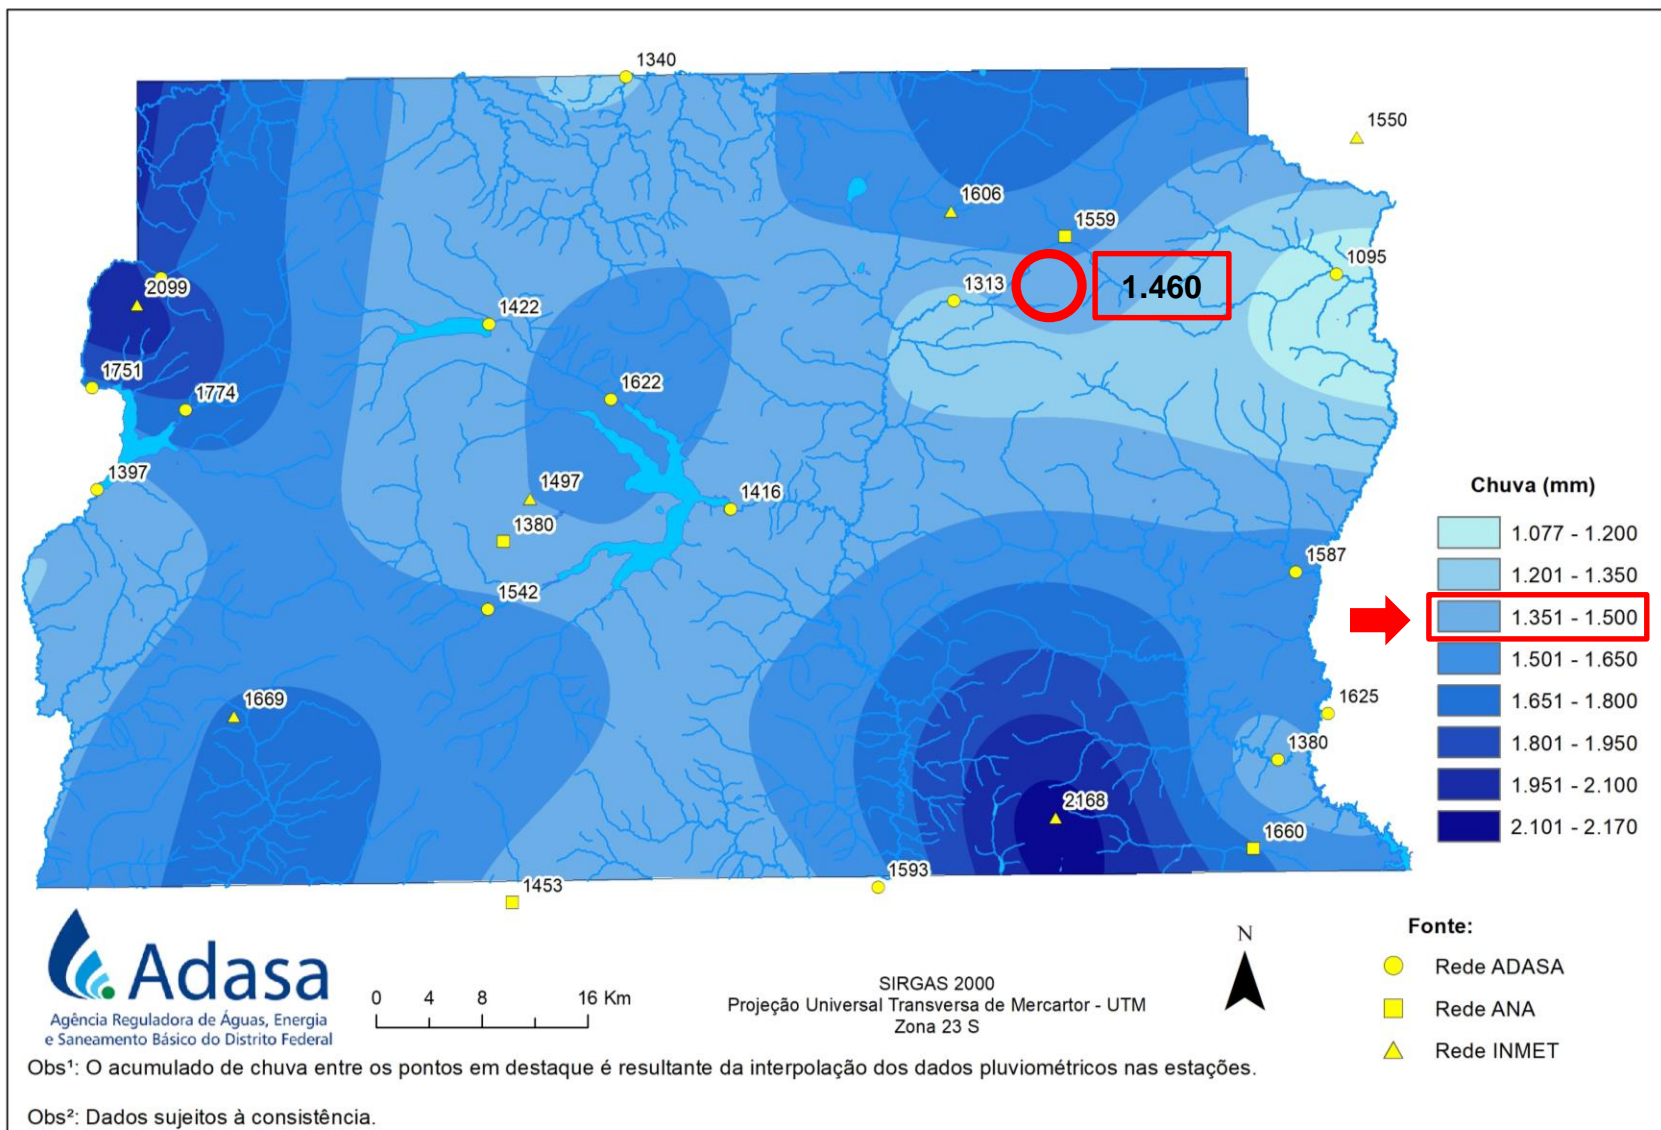 1340
1550
1606
1559
1095
2099
1313
1.460
1422
1751
1774
1622
1397
1497
1416
1380
1542
1587
1669
1625
1380
2168
1660
1593
1453
Chuva (mm)
1.077 - 1.200
1.201 - 1.350
1.351 - 1.500
1.501 - 1.650
1.651 - 1.800
1.801 - 1.950
1.951 - 2.100
2.101 - 2.170
Fonte:
Rede ADASA
Rede ANA
Rede INMET
N
Adasa
Agência Reguladora de Águas, Energia
e Saneamento Básico do Distrito Federal
0 4 8 16 Km
SIRGAS 2000
Projeção Universal Transversa de Mercartor - UTM
Zona 23 S
Obs¹: O acumulado de chuva entre os pontos em destaque é resultante da interpolação dos dados pluviométricos nas estações.
Obs²: Dados sujeitos à consistência.